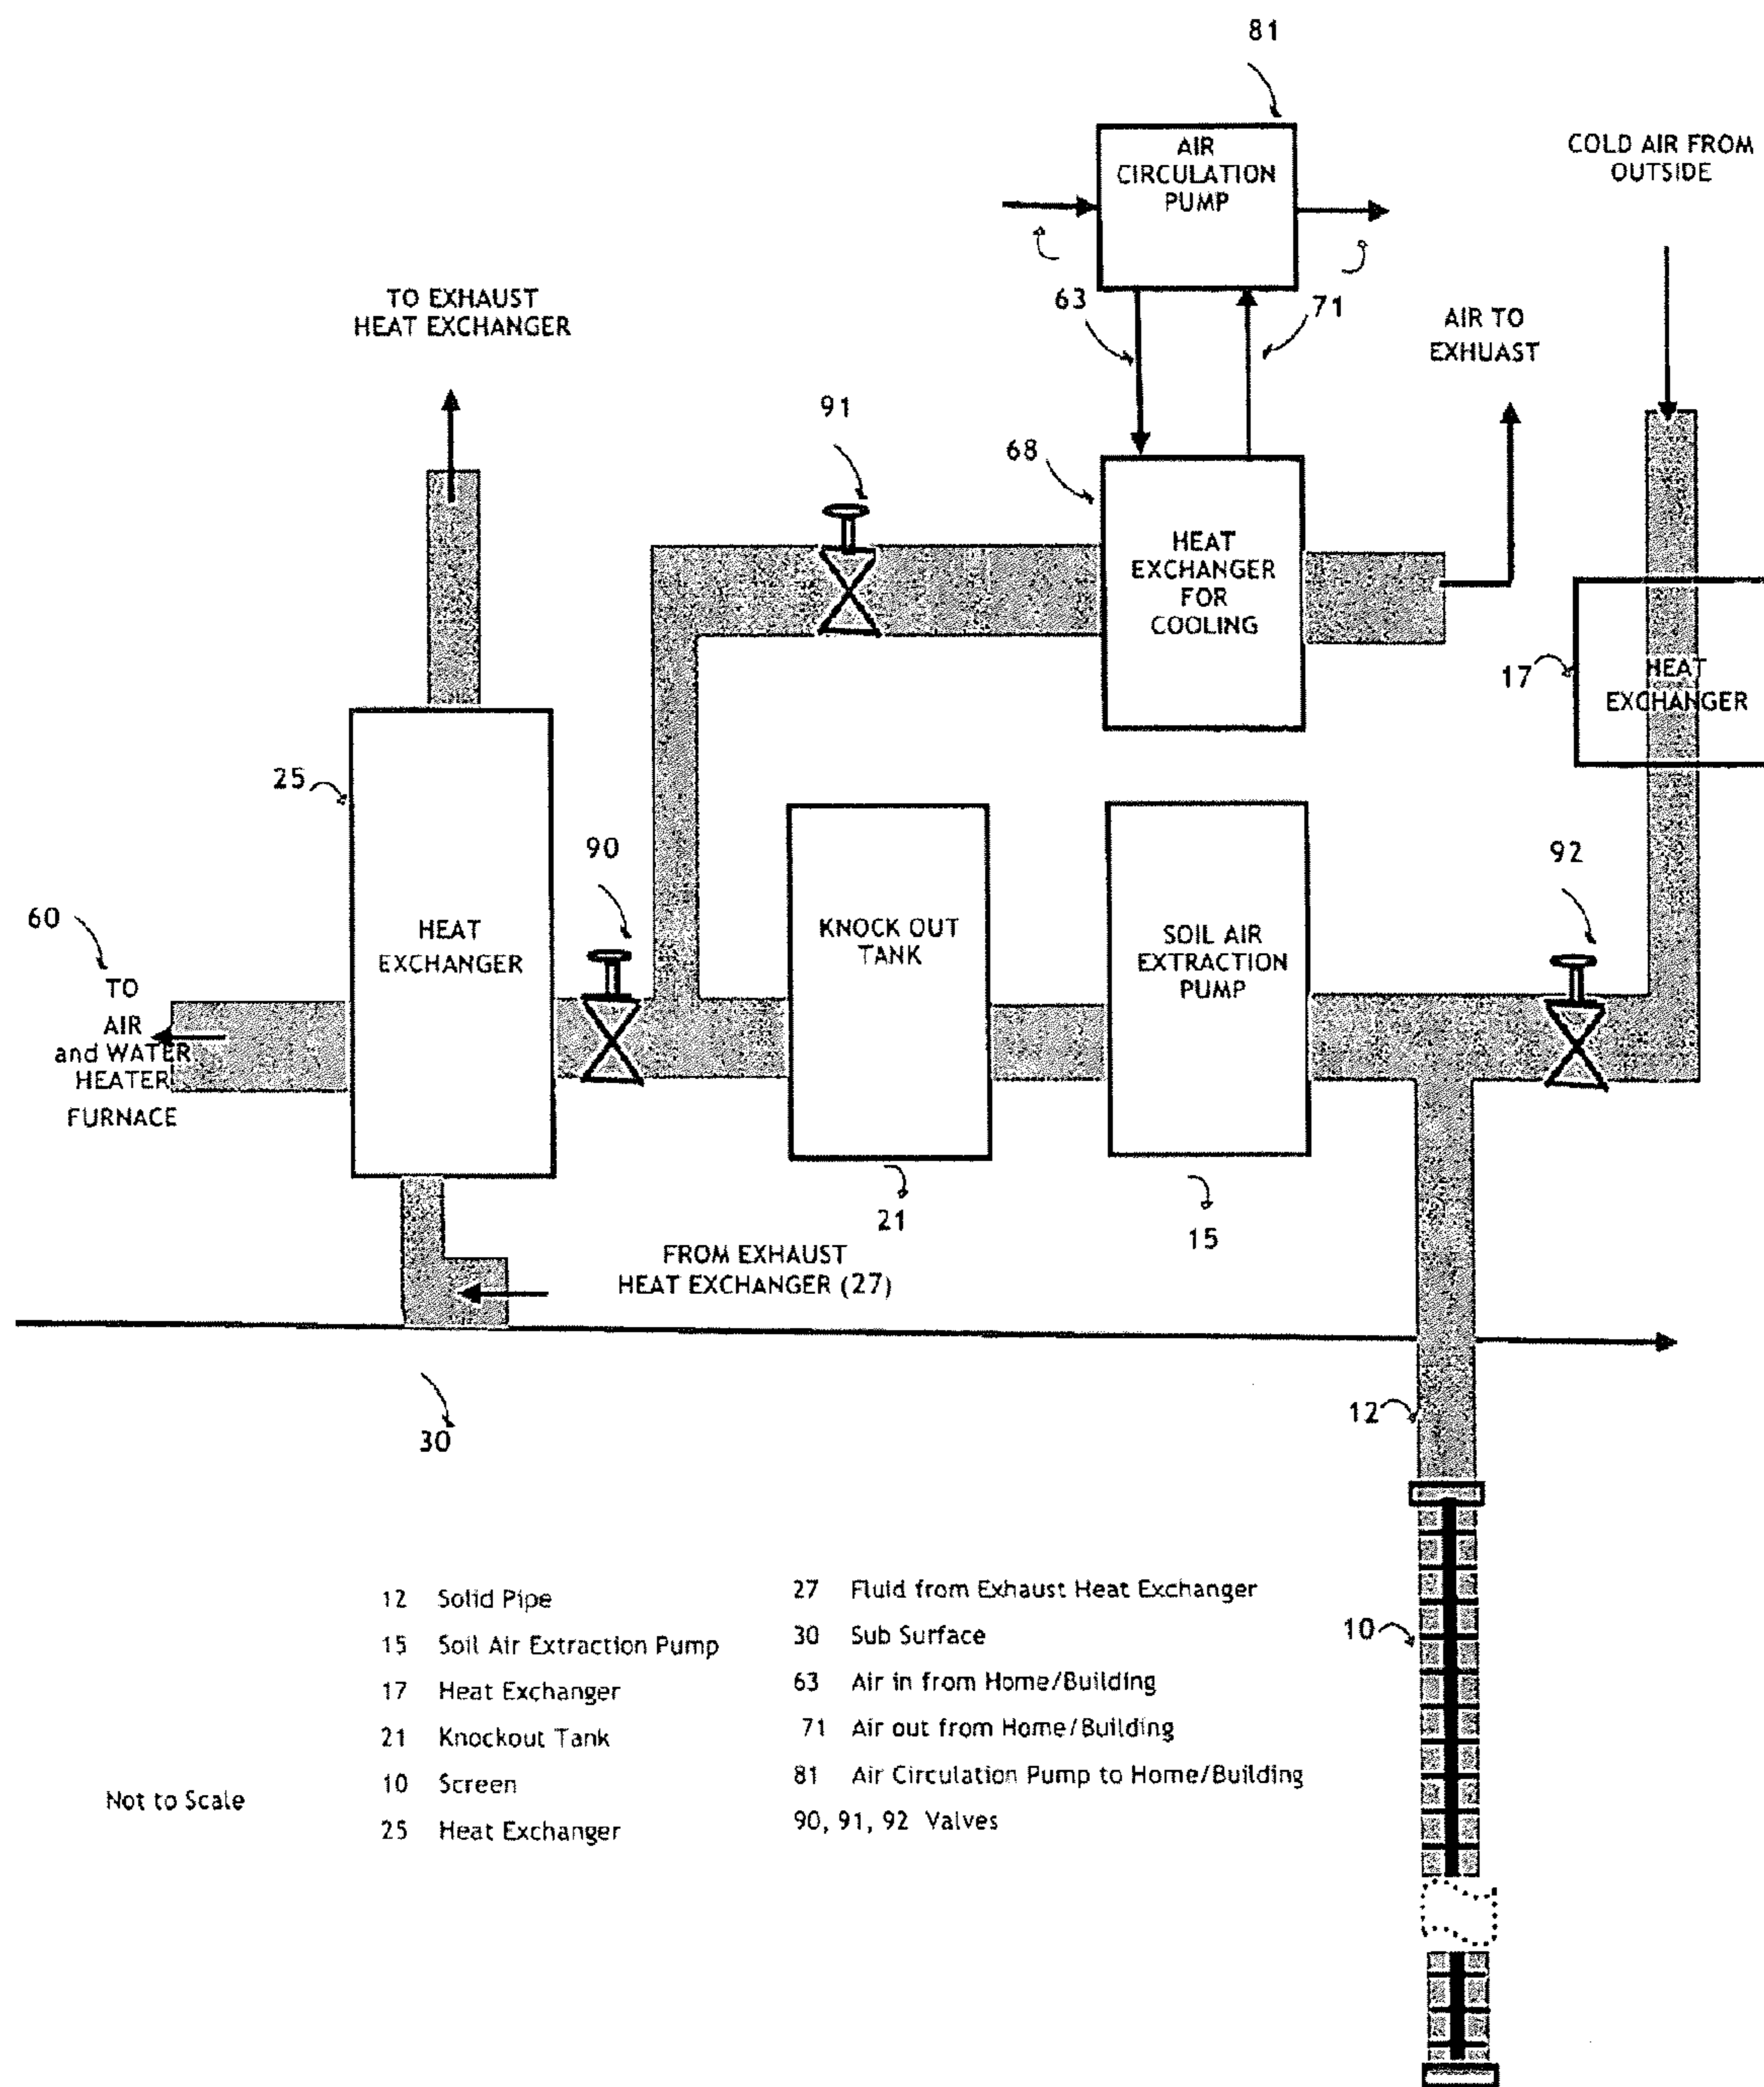 81
AIR
CIRCULATION
PUMP
COLD AIR FROM
OUTSIDE
TO EXHAUST
HEAT EXCHANGER
63
71
AIR TO
EXHUAST
91
68
HEAT
EXCHANGER
FOR
COOLING
17
HEAT
EXCHANGER
25
90
92
60
TO
AIR
and WATER
HEATER
FURNACE
HEAT
EXCHANGER
KNOCK OUT
TANK
SOIL AIR
EXTRACTION
PUMP
21
15
FROM EXHAUST
HEAT EXCHANGER (27)
30
12
10
12 Solid Pipe
15 Soil Air Extraction Pump
17 Heat Exchanger
21 Knockout Tank
10 Screen
25 Heat Exchanger
27 Fluid from Exhaust Heat Exchanger
30 Sub Surface
63 Air in from Home/Building
71 Air out from Home/Building
81 Air Circulation Pump to Home/Building
90, 91, 92 Valves
Not to Scale